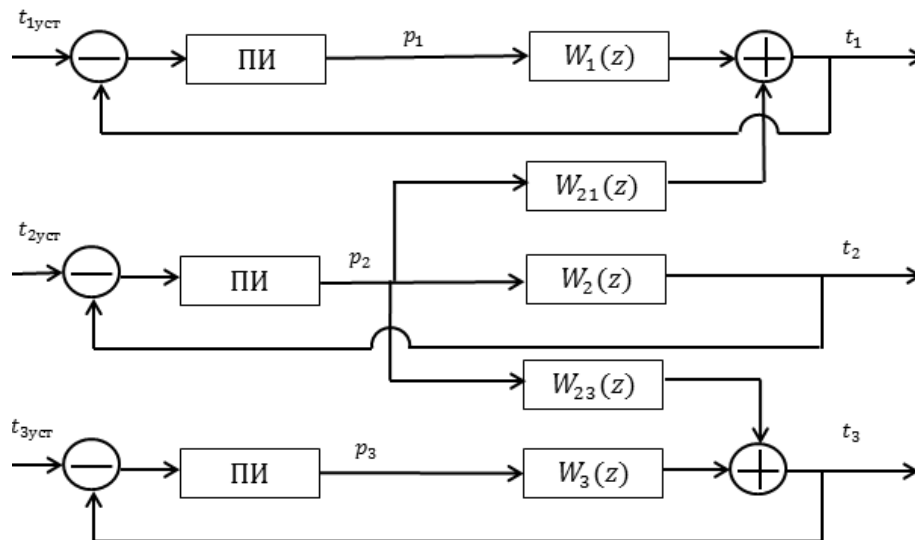 t₁уст
ПИ
p₁
W₁(z)
t₁
W₂₁(z)
t₂уст
ПИ
p₂
W₂(z)
t₂
W₂₃(z)
t₃уст
ПИ
p₃
W₃(z)
t₃